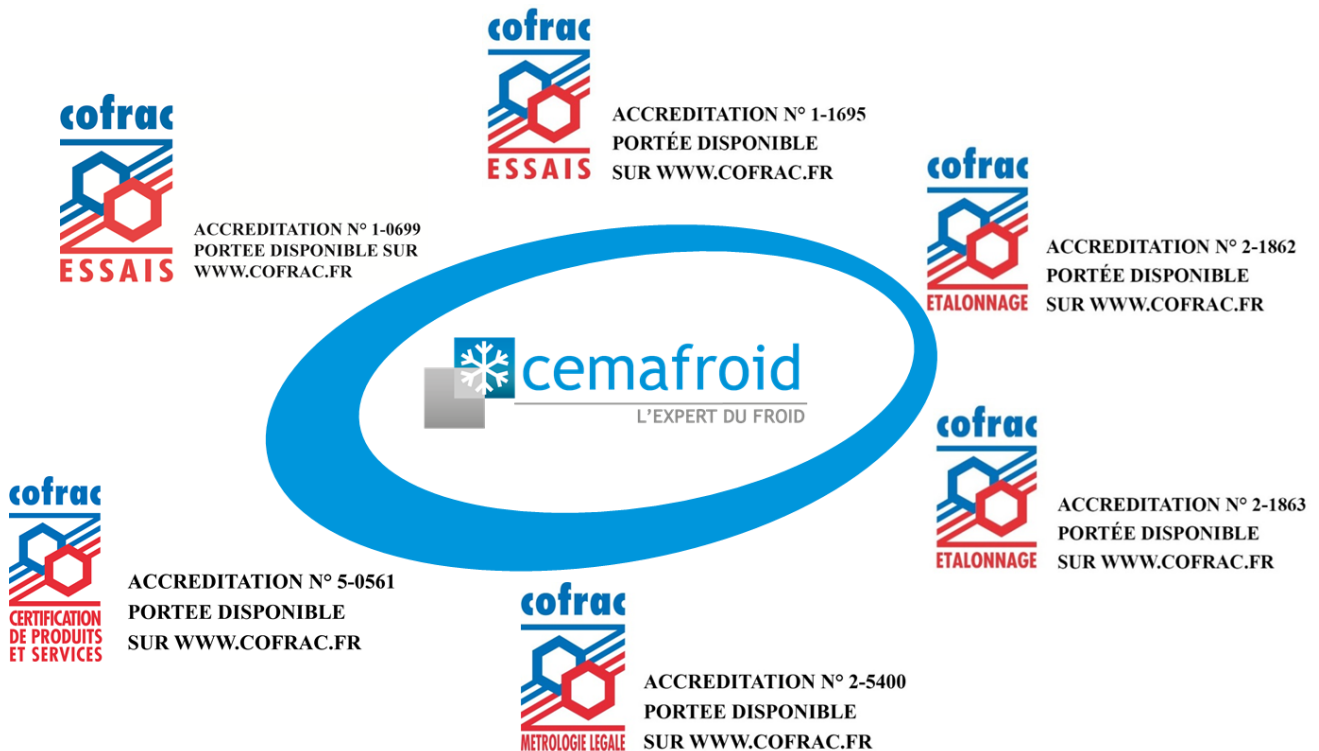 cofrac
ESSAIS
ACCREDITATION N° 1-1695
PORTÉE DISPONIBLE
SUR WWW.COFRAC.FR
cofrac
ESSAIS
ACCREDITATION N° 1-0699
PORTEE DISPONIBLE SUR
WWW.COFRAC.FR
cofrac
ETALONNAGE
ACCREDITATION N° 2-1862
PORTÉE DISPONIBLE
SUR WWW.COFRAC.FR
cemafroid
L'EXPERT DU FROID
cofrac
ETALONNAGE
ACCREDITATION N° 2-1863
PORTÉE DISPONIBLE
SUR WWW.COFRAC.FR
cofrac
CERTIFICATION
DE PRODUITS
ET SERVICES
ACCREDITATION N° 5-0561
PORTEE DISPONIBLE
SUR WWW.COFRAC.FR
cofrac
METROLOGIE LEGALE
ACCREDITATION N° 2-5400
PORTEE DISPONIBLE
SUR WWW.COFRAC.FR